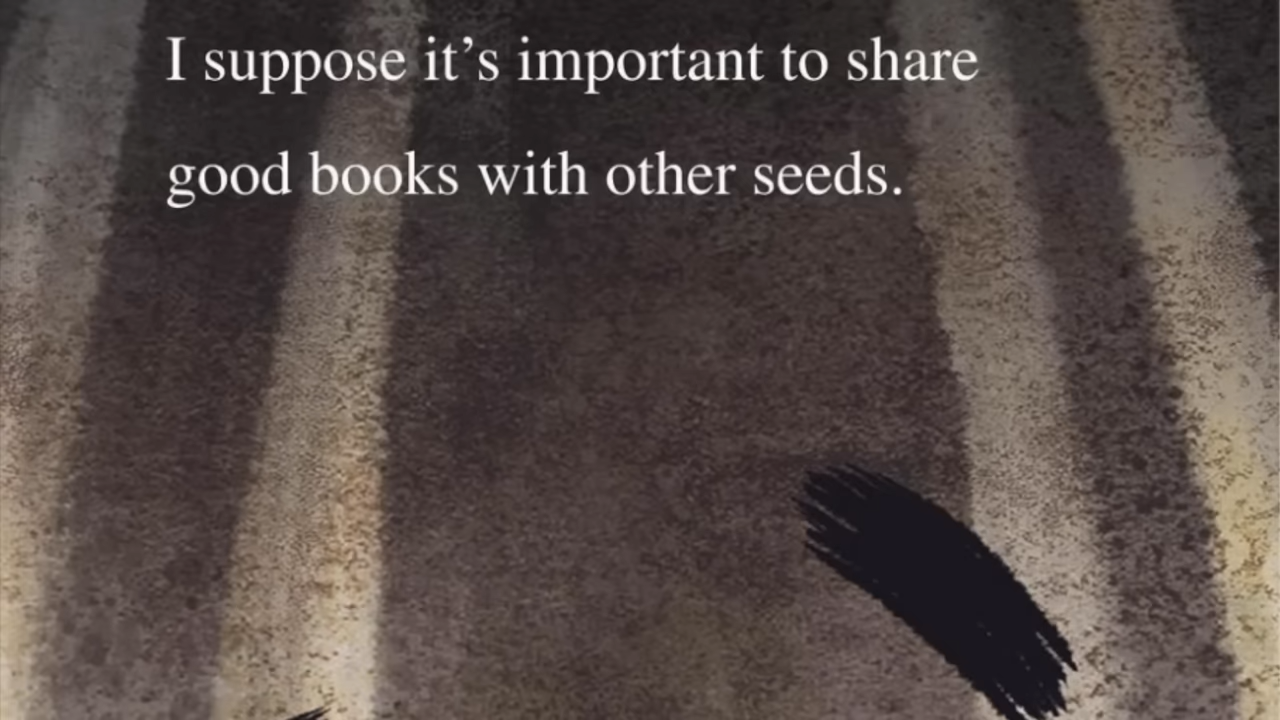 I suppose it’s important to share
good books with other seeds.